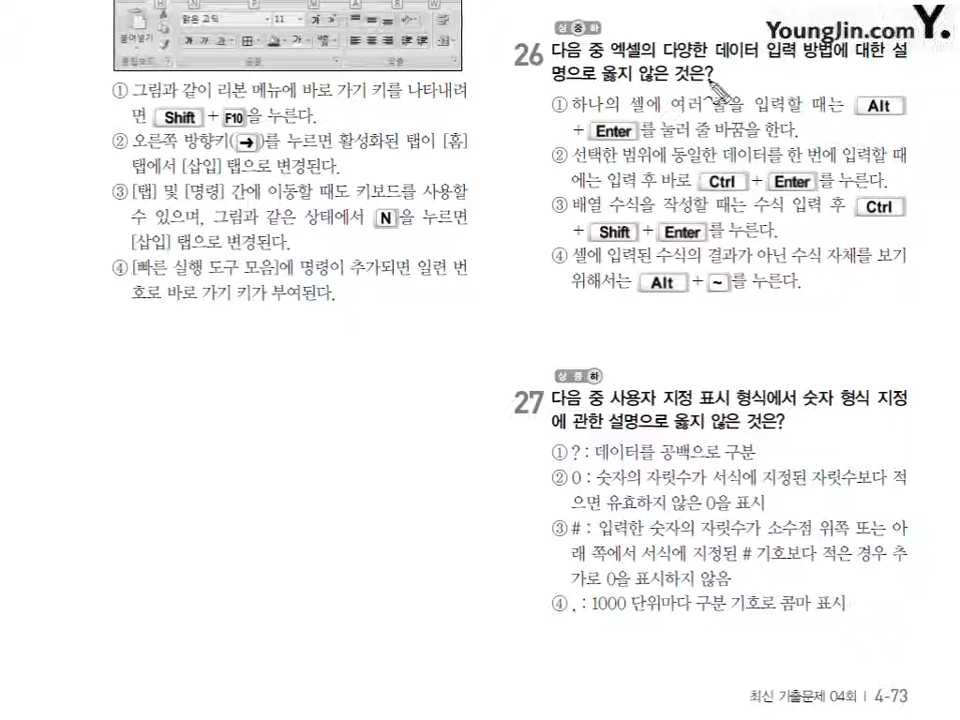 YoungJin.com Y.
H N P M A R W
맑은 고딕 11
붙여넣기
클립보드 글꼴 맞춤
① 그림과 같이 리본 메뉴에 바로 가기 키를 나타내려
면 Shift + F10 을 누른다.
② 오른쪽 방향키(➔)를 누르면 활성화된 탭이 [홈]
탭에서 [삽입] 탭으로 변경된다.
③ [탭] 및 [명령] 간에 이동할 때도 키보드를 사용할
수 있으며, 그림과 같은 상태에서 N 을 누르면
[삽입] 탭으로 변경된다.
④ [빠른 실행 도구 모음]에 명령이 추가되면 일련 번
호로 바로 가기 키가 부여된다.
상 중 하
26 다음 중 엑셀의 다양한 데이터 입력 방법에 대한 설
명으로 옳지 않은 것은?
① 하나의 셀에 여러 줄을 입력할 때는 Alt
+ Enter 를 눌러 줄 바꿈을 한다.
② 선택한 범위에 동일한 데이터를 한 번에 입력할 때
에는 입력 후 바로 Ctrl + Enter 를 누른다.
③ 배열 수식을 작성할 때는 수식 입력 후 Ctrl
+ Shift + Enter 를 누른다.
④ 셀에 입력된 수식의 결과가 아닌 수식 자체를 보기
위해서는 Alt + ~ 를 누른다.
상 중 하
27 다음 중 사용자 지정 표시 형식에서 숫자 형식 지정
에 관한 설명으로 옳지 않은 것은?
① ? : 데이터를 공백으로 구분
② 0 : 숫자의 자릿수가 서식에 지정된 자릿수보다 적
으면 유효하지 않은 0을 표시
③ # : 입력한 숫자의 자릿수가 소수점 위쪽 또는 아
래 쪽에서 서식에 지정된 # 기호보다 적은 경우 추
가로 0을 표시하지 않음
④ , : 1000 단위마다 구분 기호로 콤마 표시
최신 기출문제 04회 | 4-73